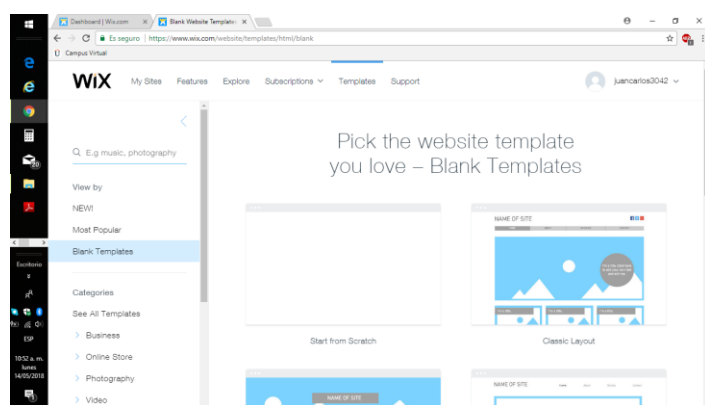 Dashboard | Wix.com
Blank Website Template
Es seguro | https://www.wix.com/website/templates/html/blank
Campus Virtual
WiX
My Sites
Features
Explore
Subscriptions
Templates
Support
juancarlos3042
E.g music, photography
View by
NEW!
Most Popular
Blank Templates
Categories
See All Templates
Business
Online Store
Photography
Video
Pick the website template
you love – Blank Templates
Start from Scratch
NAME OF SITE
Classic Layout
NAME OF SITE
NAME OF SITE
20
Escritorio
ESP
10:52 a. m.
lunes
14/05/2018